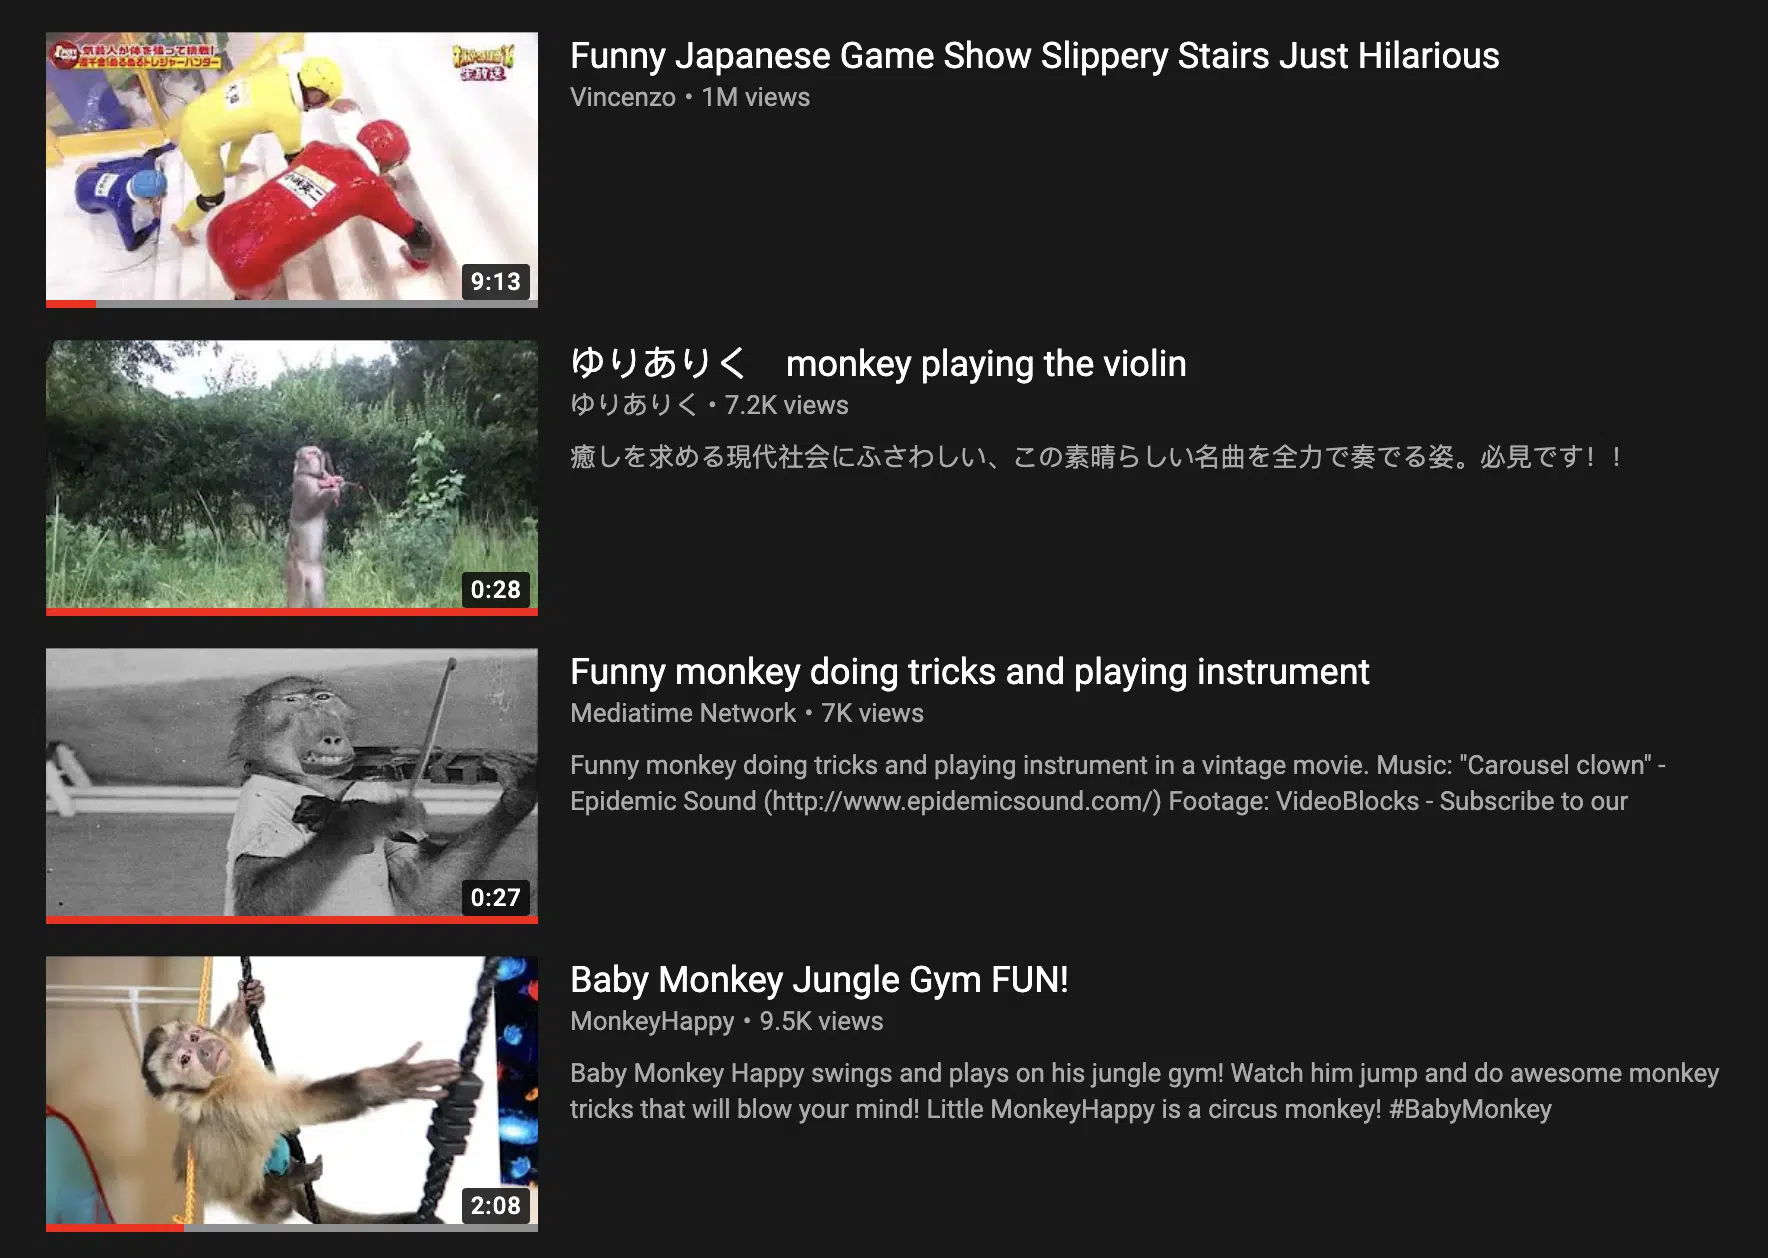 9:13
Funny Japanese Game Show Slippery Stairs Just Hilarious
Vincenzo • 1M views
0:28
ゆりありく　monkey playing the violin
ゆりありく • 7.2K views
癒しを求める現代社会にふさわしい、この素晴らしい名曲を全力で奏でる姿。必見です！！
0:27
Funny monkey doing tricks and playing instrument
Mediatime Network • 7K views
Funny monkey doing tricks and playing instrument in a vintage movie. Music: "Carousel clown" -
Epidemic Sound (http://www.epidemicsound.com/) Footage: VideoBlocks - Subscribe to our
2:08
Baby Monkey Jungle Gym FUN!
MonkeyHappy • 9.5K views
Baby Monkey Happy swings and plays on his jungle gym! Watch him jump and do awesome monkey
tricks that will blow your mind! Little MonkeyHappy is a circus monkey! #BabyMonkey